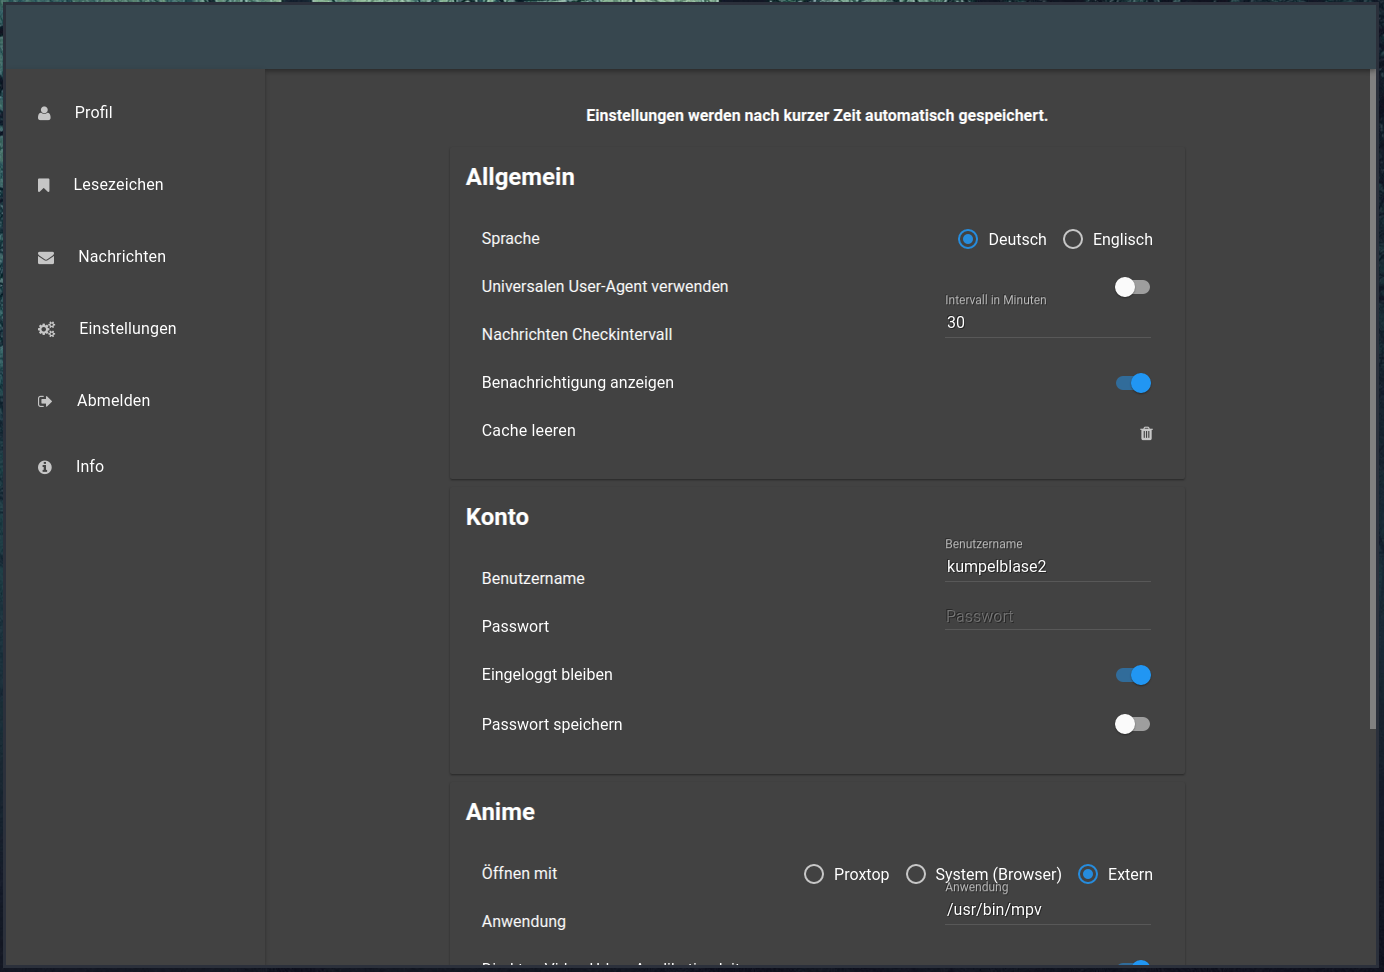 Profil
Lesezeichen
Nachrichten
Einstellungen
Abmelden
Info
Einstellungen werden nach kurzer Zeit automatisch gespeichert.
Allgemein
Sprache Deutsch Englisch
Universalen User-Agent verwenden
Intervall in Minuten
Nachrichten Checkintervall 30
Benachrichtigung anzeigen
Cache leeren
Konto
Benutzername
Benutzername kumpelblase2
Passwort Passwort
Eingeloggt bleiben
Passwort speichern
Anime
Öffnen mit Proxtop System (Browser) Extern
Anwendung
Anwendung /usr/bin/mpv